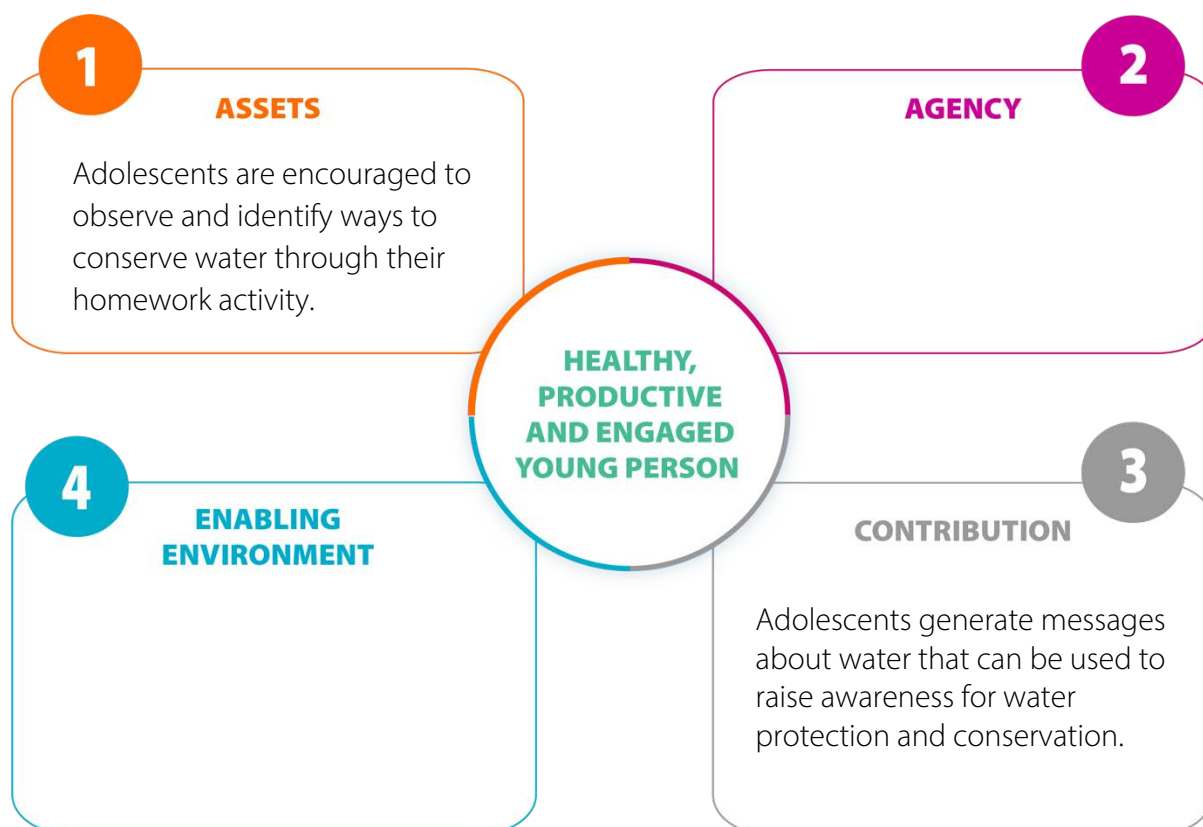 1
ASSETS
Adolescents are encouraged to
observe and identify ways to
conserve water through their
homework activity.
2
AGENCY
HEALTHY,
PRODUCTIVE
AND ENGAGED
YOUNG PERSON
4
ENABLING
ENVIRONMENT
3
CONTRIBUTION
Adolescents generate messages
about water that can be used to
raise awareness for water
protection and conservation.